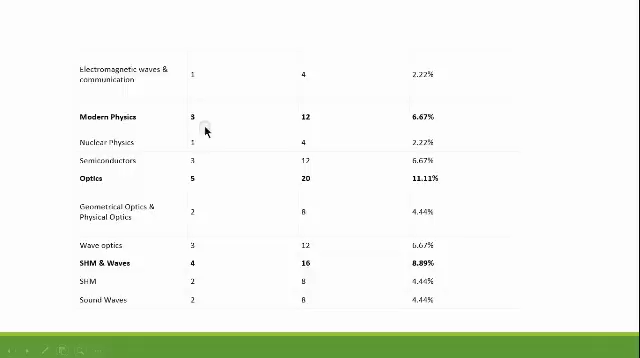 Electromagnetic waves & 1 4 2.22%
communication
Modern Physics 3 12 6.67%
Nuclear Physics 1 4 2.22%
Semiconductors 3 12 6.67%
Optics 5 20 11.11%
Geometrical Optics & 2 8 4.44%
Physical Optics
Wave optics 3 12 6.67%
SHM & Waves 4 16 8.89%
SHM 2 8 4.44%
Sound Waves 2 8 4.44%